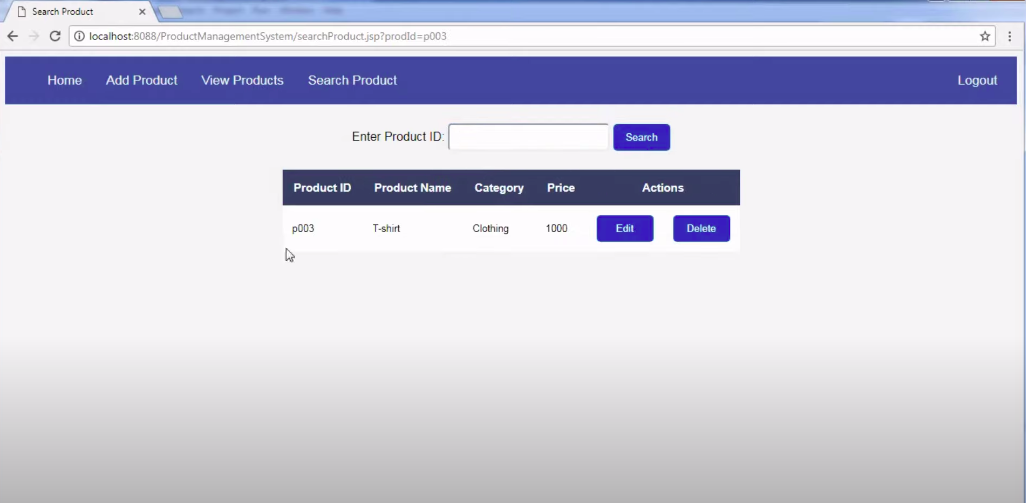 Search Product
localhost:8088/ProductManagementSystem/searchProduct.jsp?prodId=p003
Home Add Product View Products Search Product Logout
Enter Product ID: Search
Product ID Product Name Category Price Actions
p003 T-shirt Clothing 1000 Edit Delete